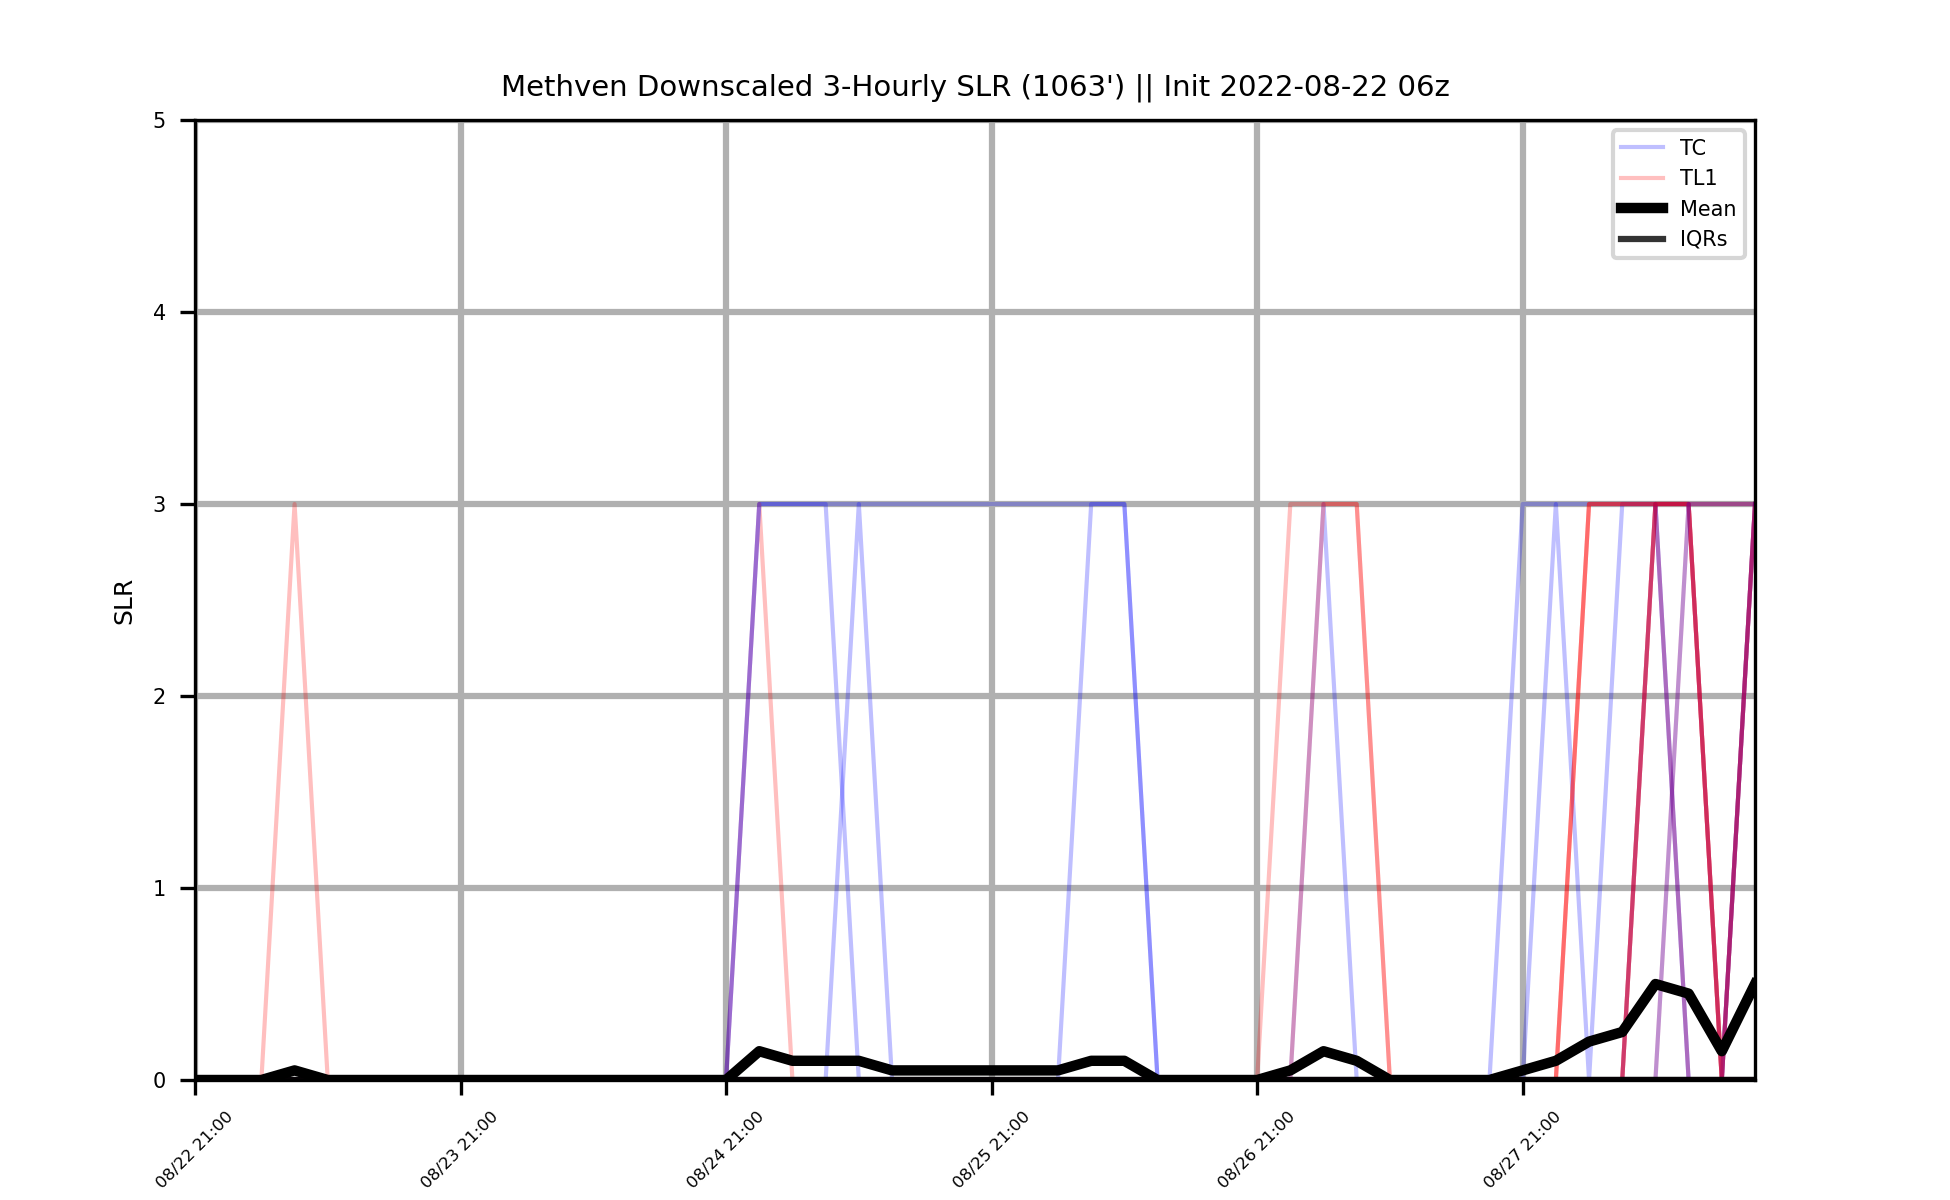 Methven Downscaled 3-Hourly SLR (1063') || Init 2022-08-22 06z
TC
TL1
Mean
IQRs
SLR
5
4
3
2
1
0
08/22 21:00
08/23 21:00
08/24 21:00
08/25 21:00
08/26 21:00
08/27 21:00